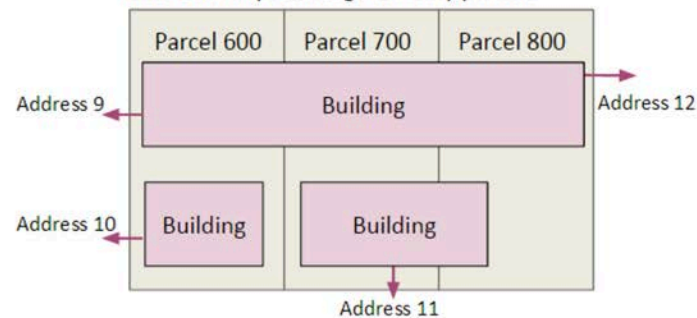 Parcel 600 Parcel 700 Parcel 800
Address 9 Building Address 12
Address 10 Building Building
Address 11